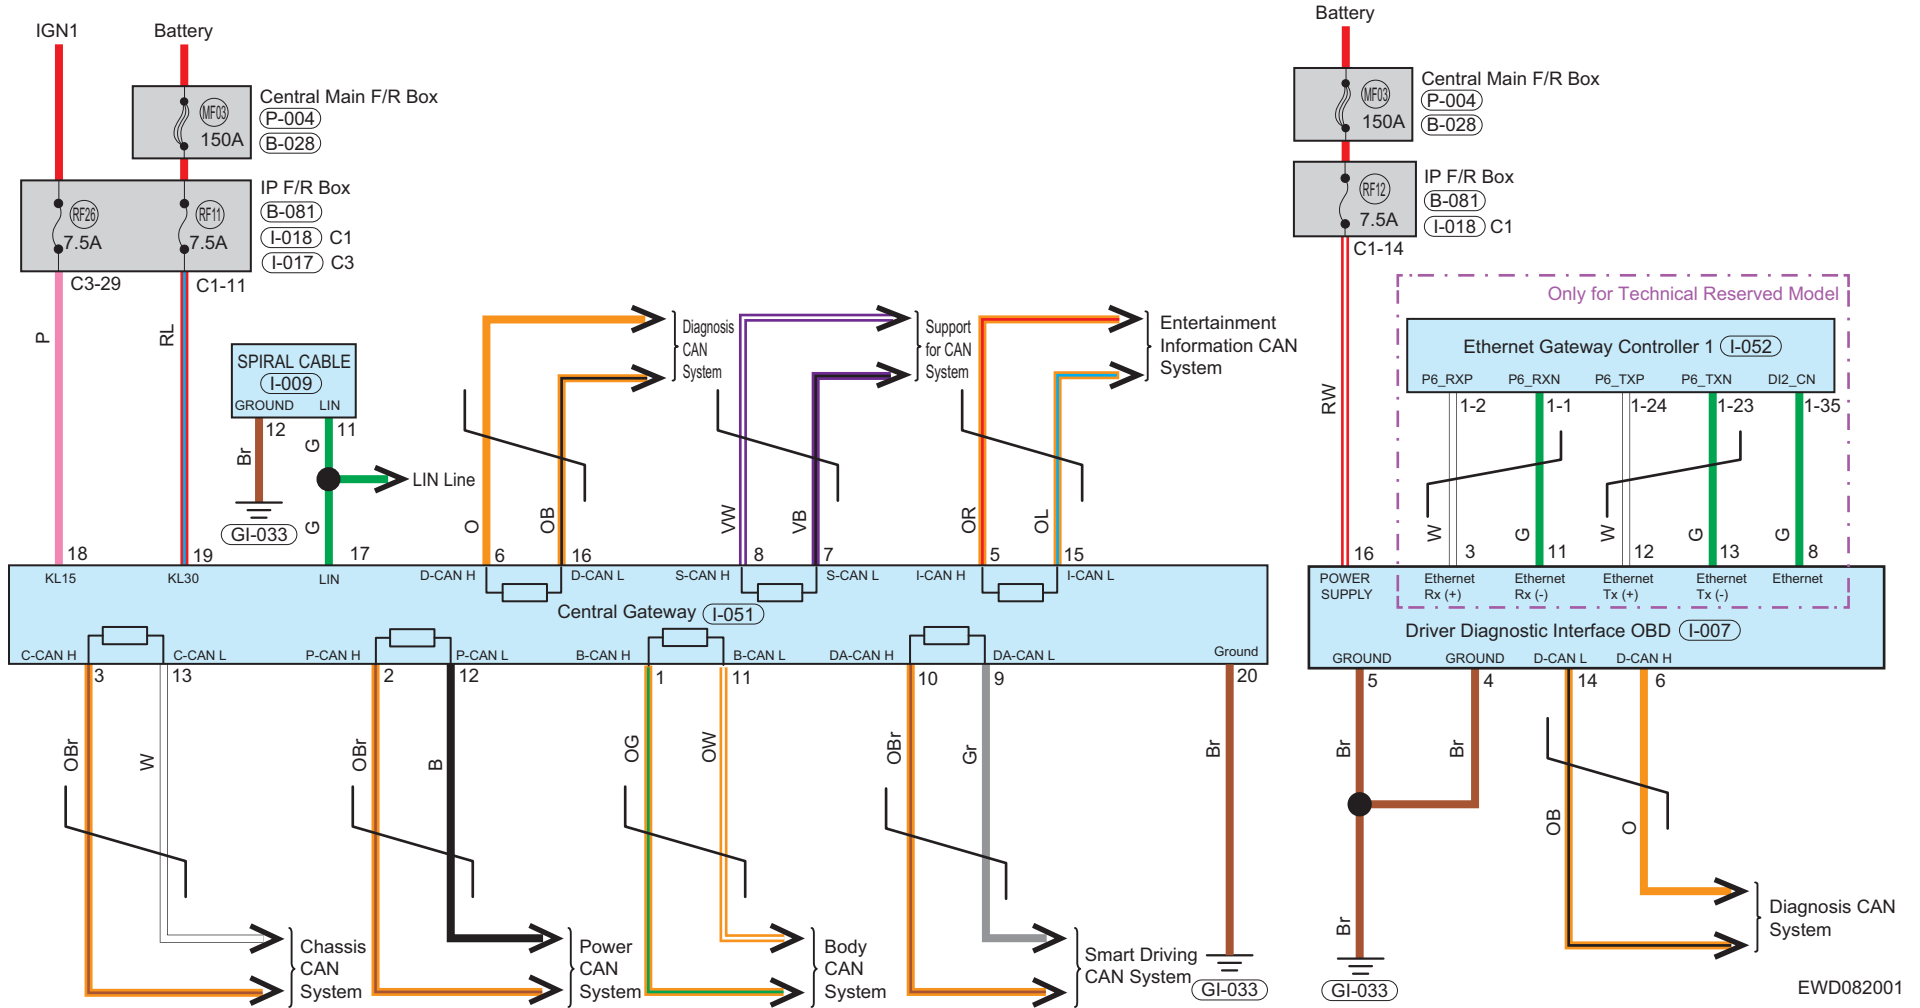 IGN1
Battery
MF03
150A
Central Main F/R Box
P-004
B-028
RF26
7.5A
RF11
7.5A
IP F/R Box
B-081
I-018 C1
I-017 C3
C3-29
C1-11
P
RL
SPIRAL CABLE
I-009
GROUND
LIN
12
11
Br
G
GI-033
LIN Line
G
Diagnosis
CAN
System
Support
for CAN
System
Entertainment
Information CAN
System
O
OB
VW
VB
OR
OL
18
19
17
6
16
8
7
5
15
KL15
KL30
LIN
D-CAN H
D-CAN L
S-CAN H
S-CAN L
I-CAN H
I-CAN L
Central Gateway I-051
C-CAN H
C-CAN L
P-CAN H
P-CAN L
B-CAN H
B-CAN L
DA-CAN H
DA-CAN L
Ground
3
13
2
12
1
11
10
9
20
OBr
W
OBr
B
OG
OW
OBr
Gr
Br
Chassis
CAN
System
Power
CAN
System
Body
CAN
System
Smart Driving
CAN System
GI-033
Battery
MF03
150A
Central Main F/R Box
P-004
B-028
RF12
7.5A
IP F/R Box
B-081
I-018 C1
C1-14
RW
Only for Technical Reserved Model
Ethernet Gateway Controller 1 I-052
P6_RXP
P6_RXN
P6_TXP
P6_TXN
DI2_CN
1-2
1-1
1-24
1-23
1-35
W
G
W
G
G
16
3
11
12
13
8
POWER
SUPPLY
Ethernet
Rx (+)
Ethernet
Rx (-)
Ethernet
Tx (+)
Ethernet
Tx (-)
Ethernet
Driver Diagnostic Interface OBD I-007
GROUND
GROUND
D-CAN L
D-CAN H
5
4
14
6
Br
Br
OB
O
Br
GI-033
Diagnosis CAN
System
EWD082001